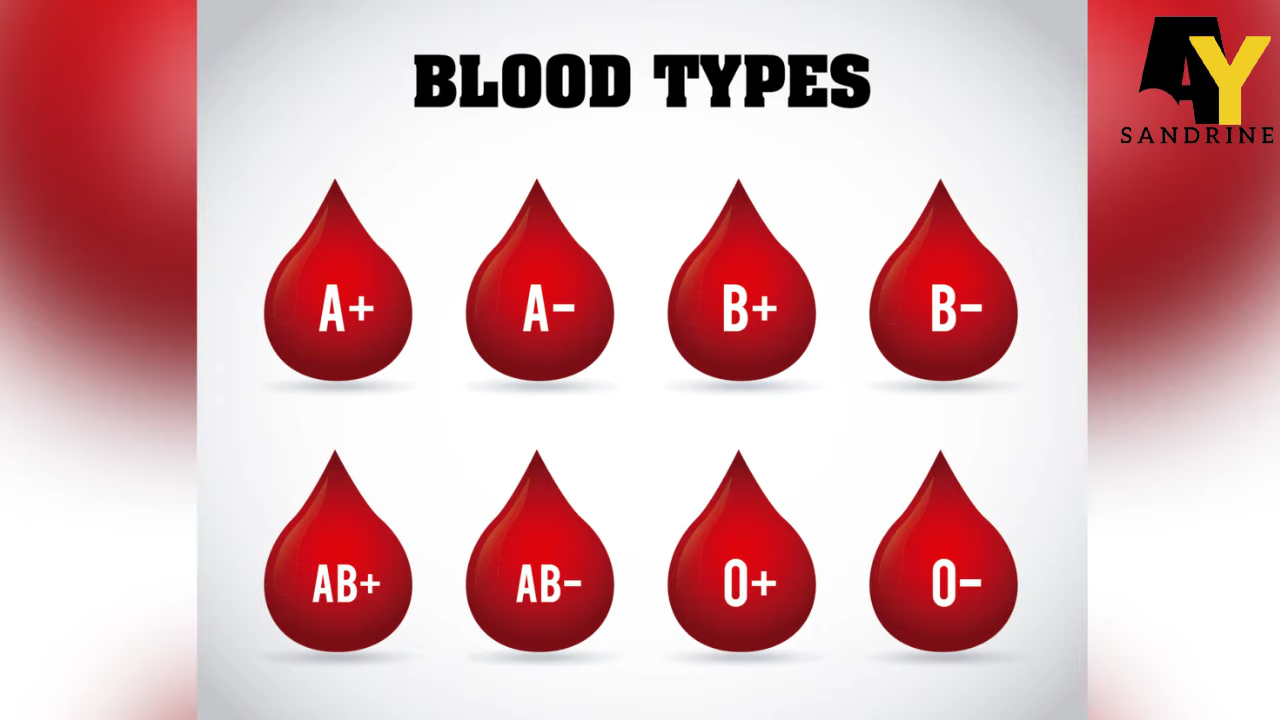 BLOOD TYPES
AY
SANDRINE
A+ A- B+ B-
AB+ AB- O+ O-